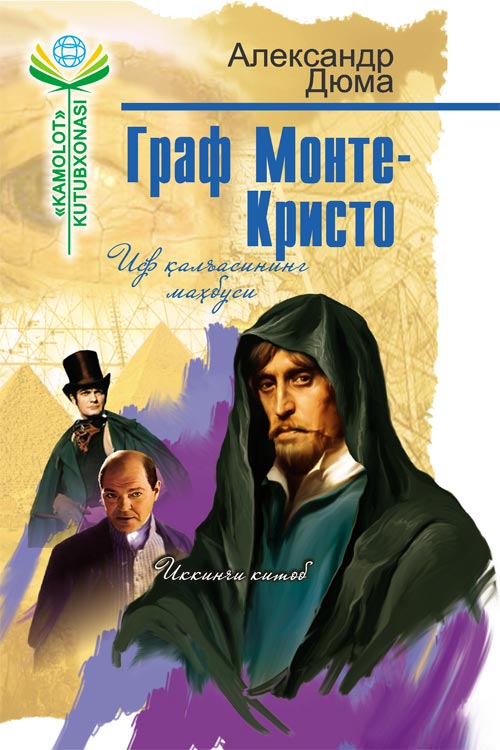 Александр
Дюма
«KAMOLOT»
KUTUBXONASI
Граф Монте-
Кристо
Иф қалъасининг
маҳбуси
Иккинчи китоб